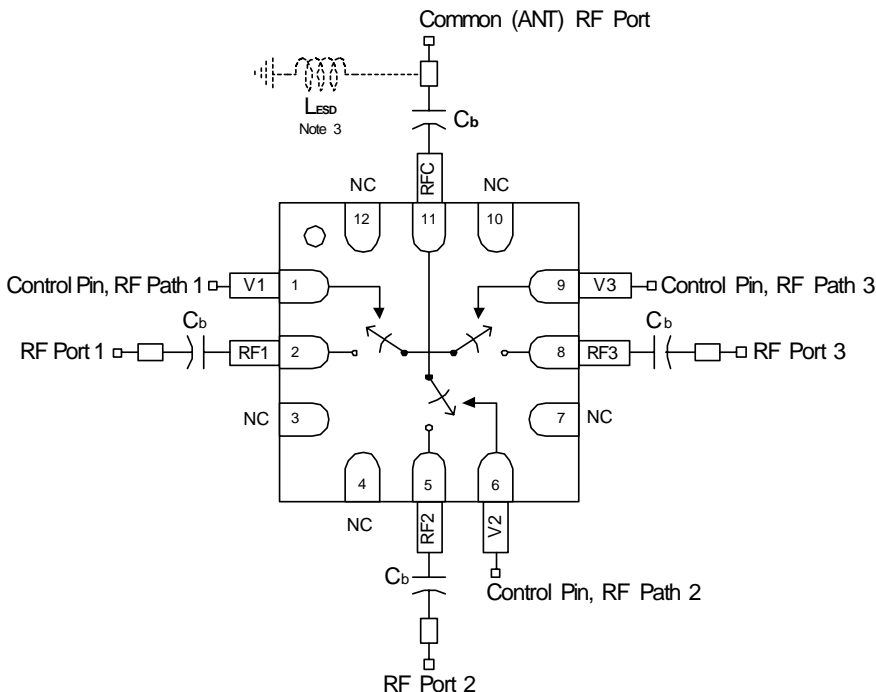 Common (ANT) RF Port
LESD
Note 3
Cb
RFC
NC
NC
12
11
10
Control Pin, RF Path 1
V1
1
9
V3
Control Pin, RF Path 3
Cb
Cb
RF Port 1
RF1
2
8
RF3
RF Port 3
NC
3
7
NC
4
5
6
NC
RF2
V2
Cb
Control Pin, RF Path 2
RF Port 2